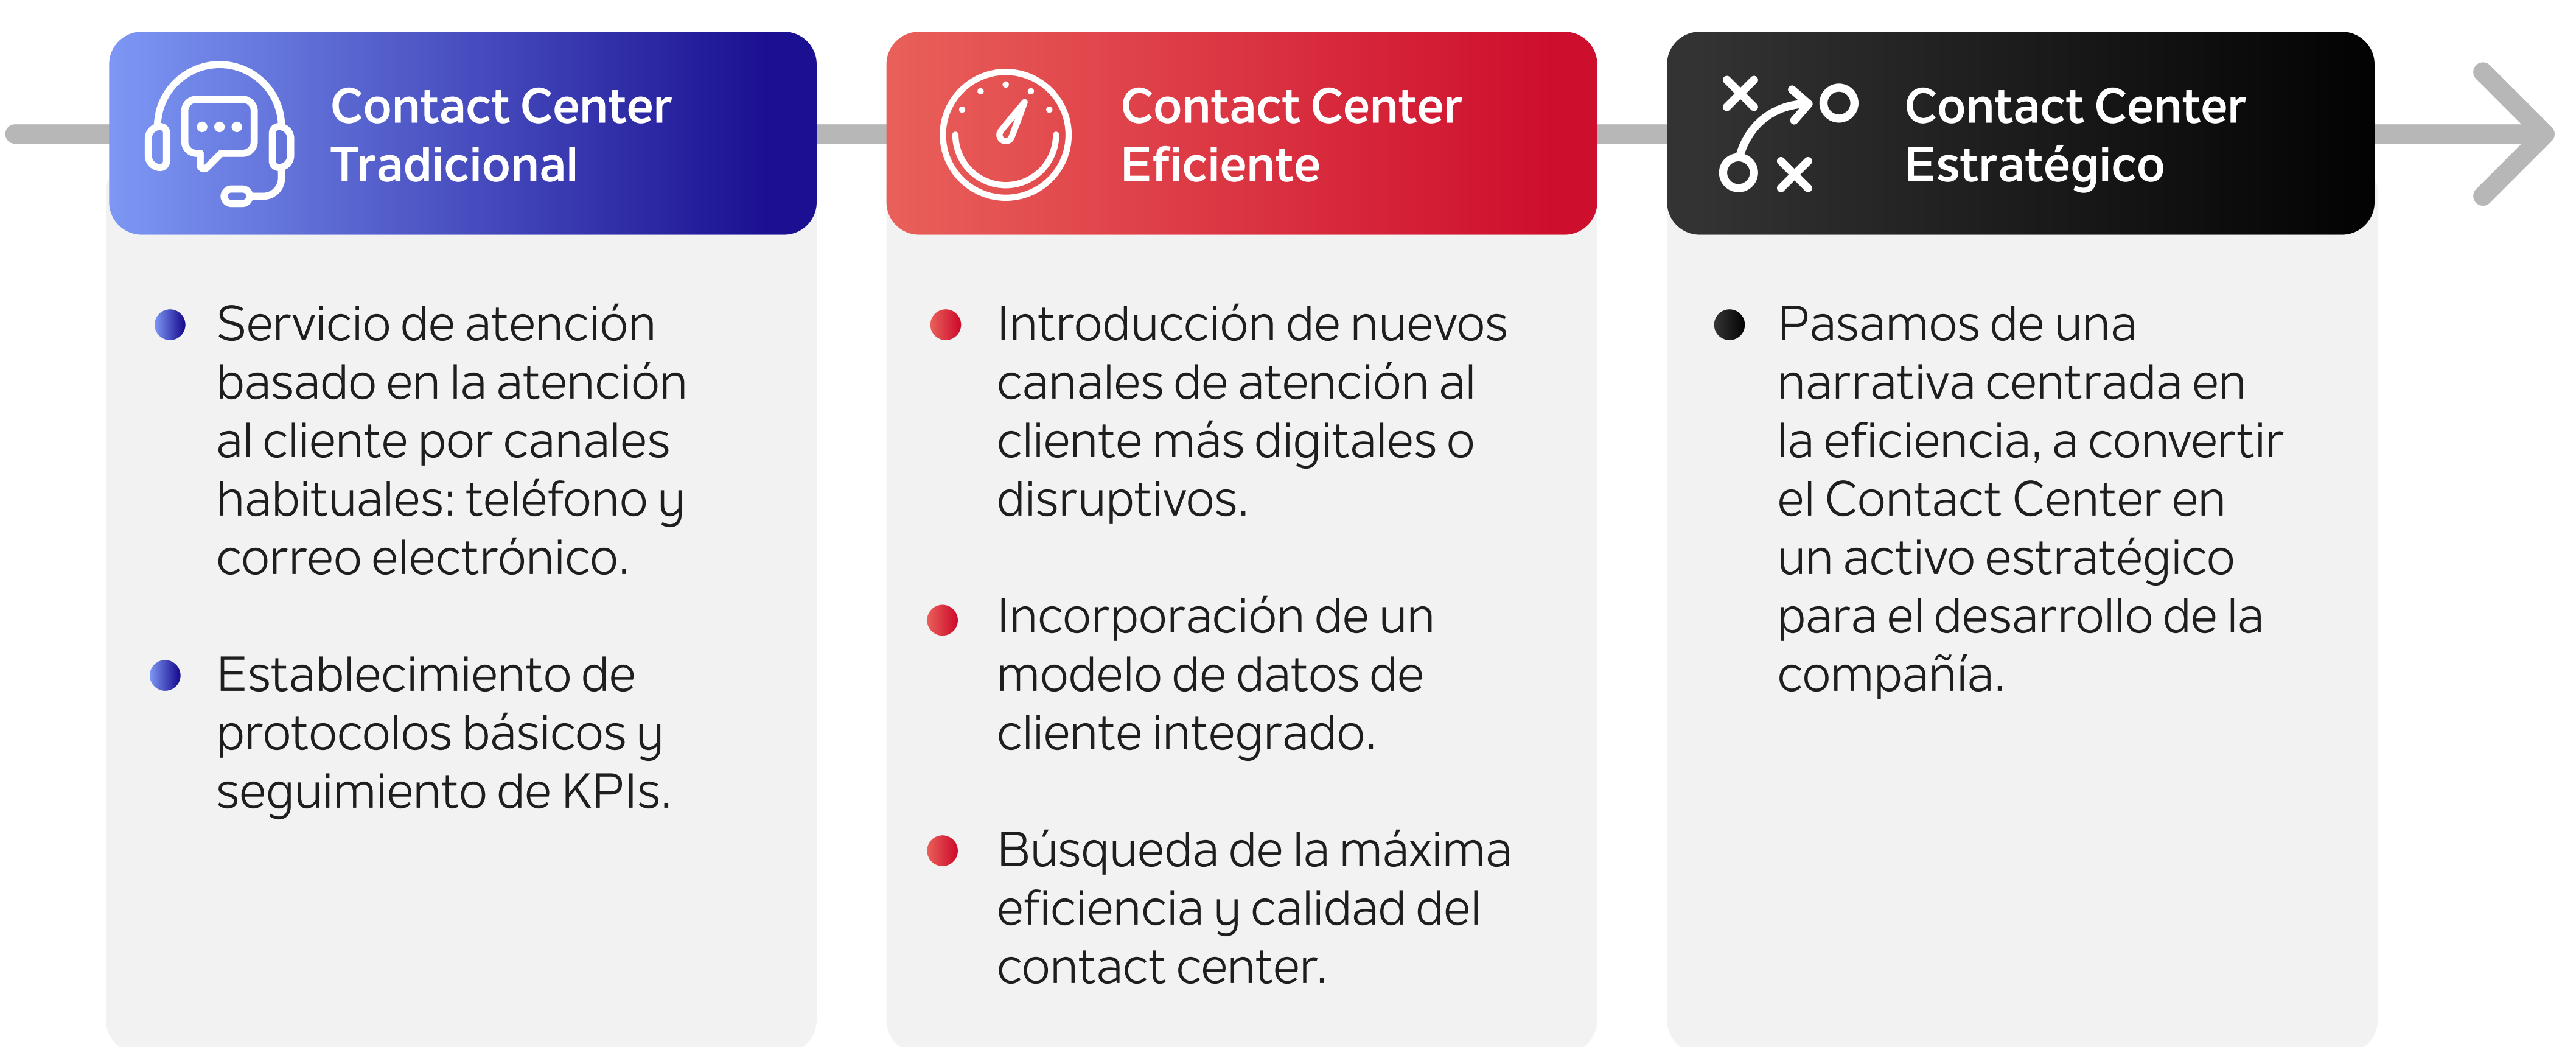 Contact Center
Tradicional
Servicio de atención
basado en la atención
al cliente por canales
habituales: teléfono y
correo electrónico.
Establecimiento de
protocolos básicos y
seguimiento de KPIs.
Contact Center
Eficiente
Introducción de nuevos
canales de atención al
cliente más digitales o
disruptivos.
Incorporación de un
modelo de datos de
cliente integrado.
Búsqueda de la máxima
eficiencia y calidad del
contact center.
Contact Center
Estratégico
Pasamos de una
narrativa centrada en
la eficiencia, a convertir
el Contact Center en
un activo estratégico
para el desarrollo de la
compañía.